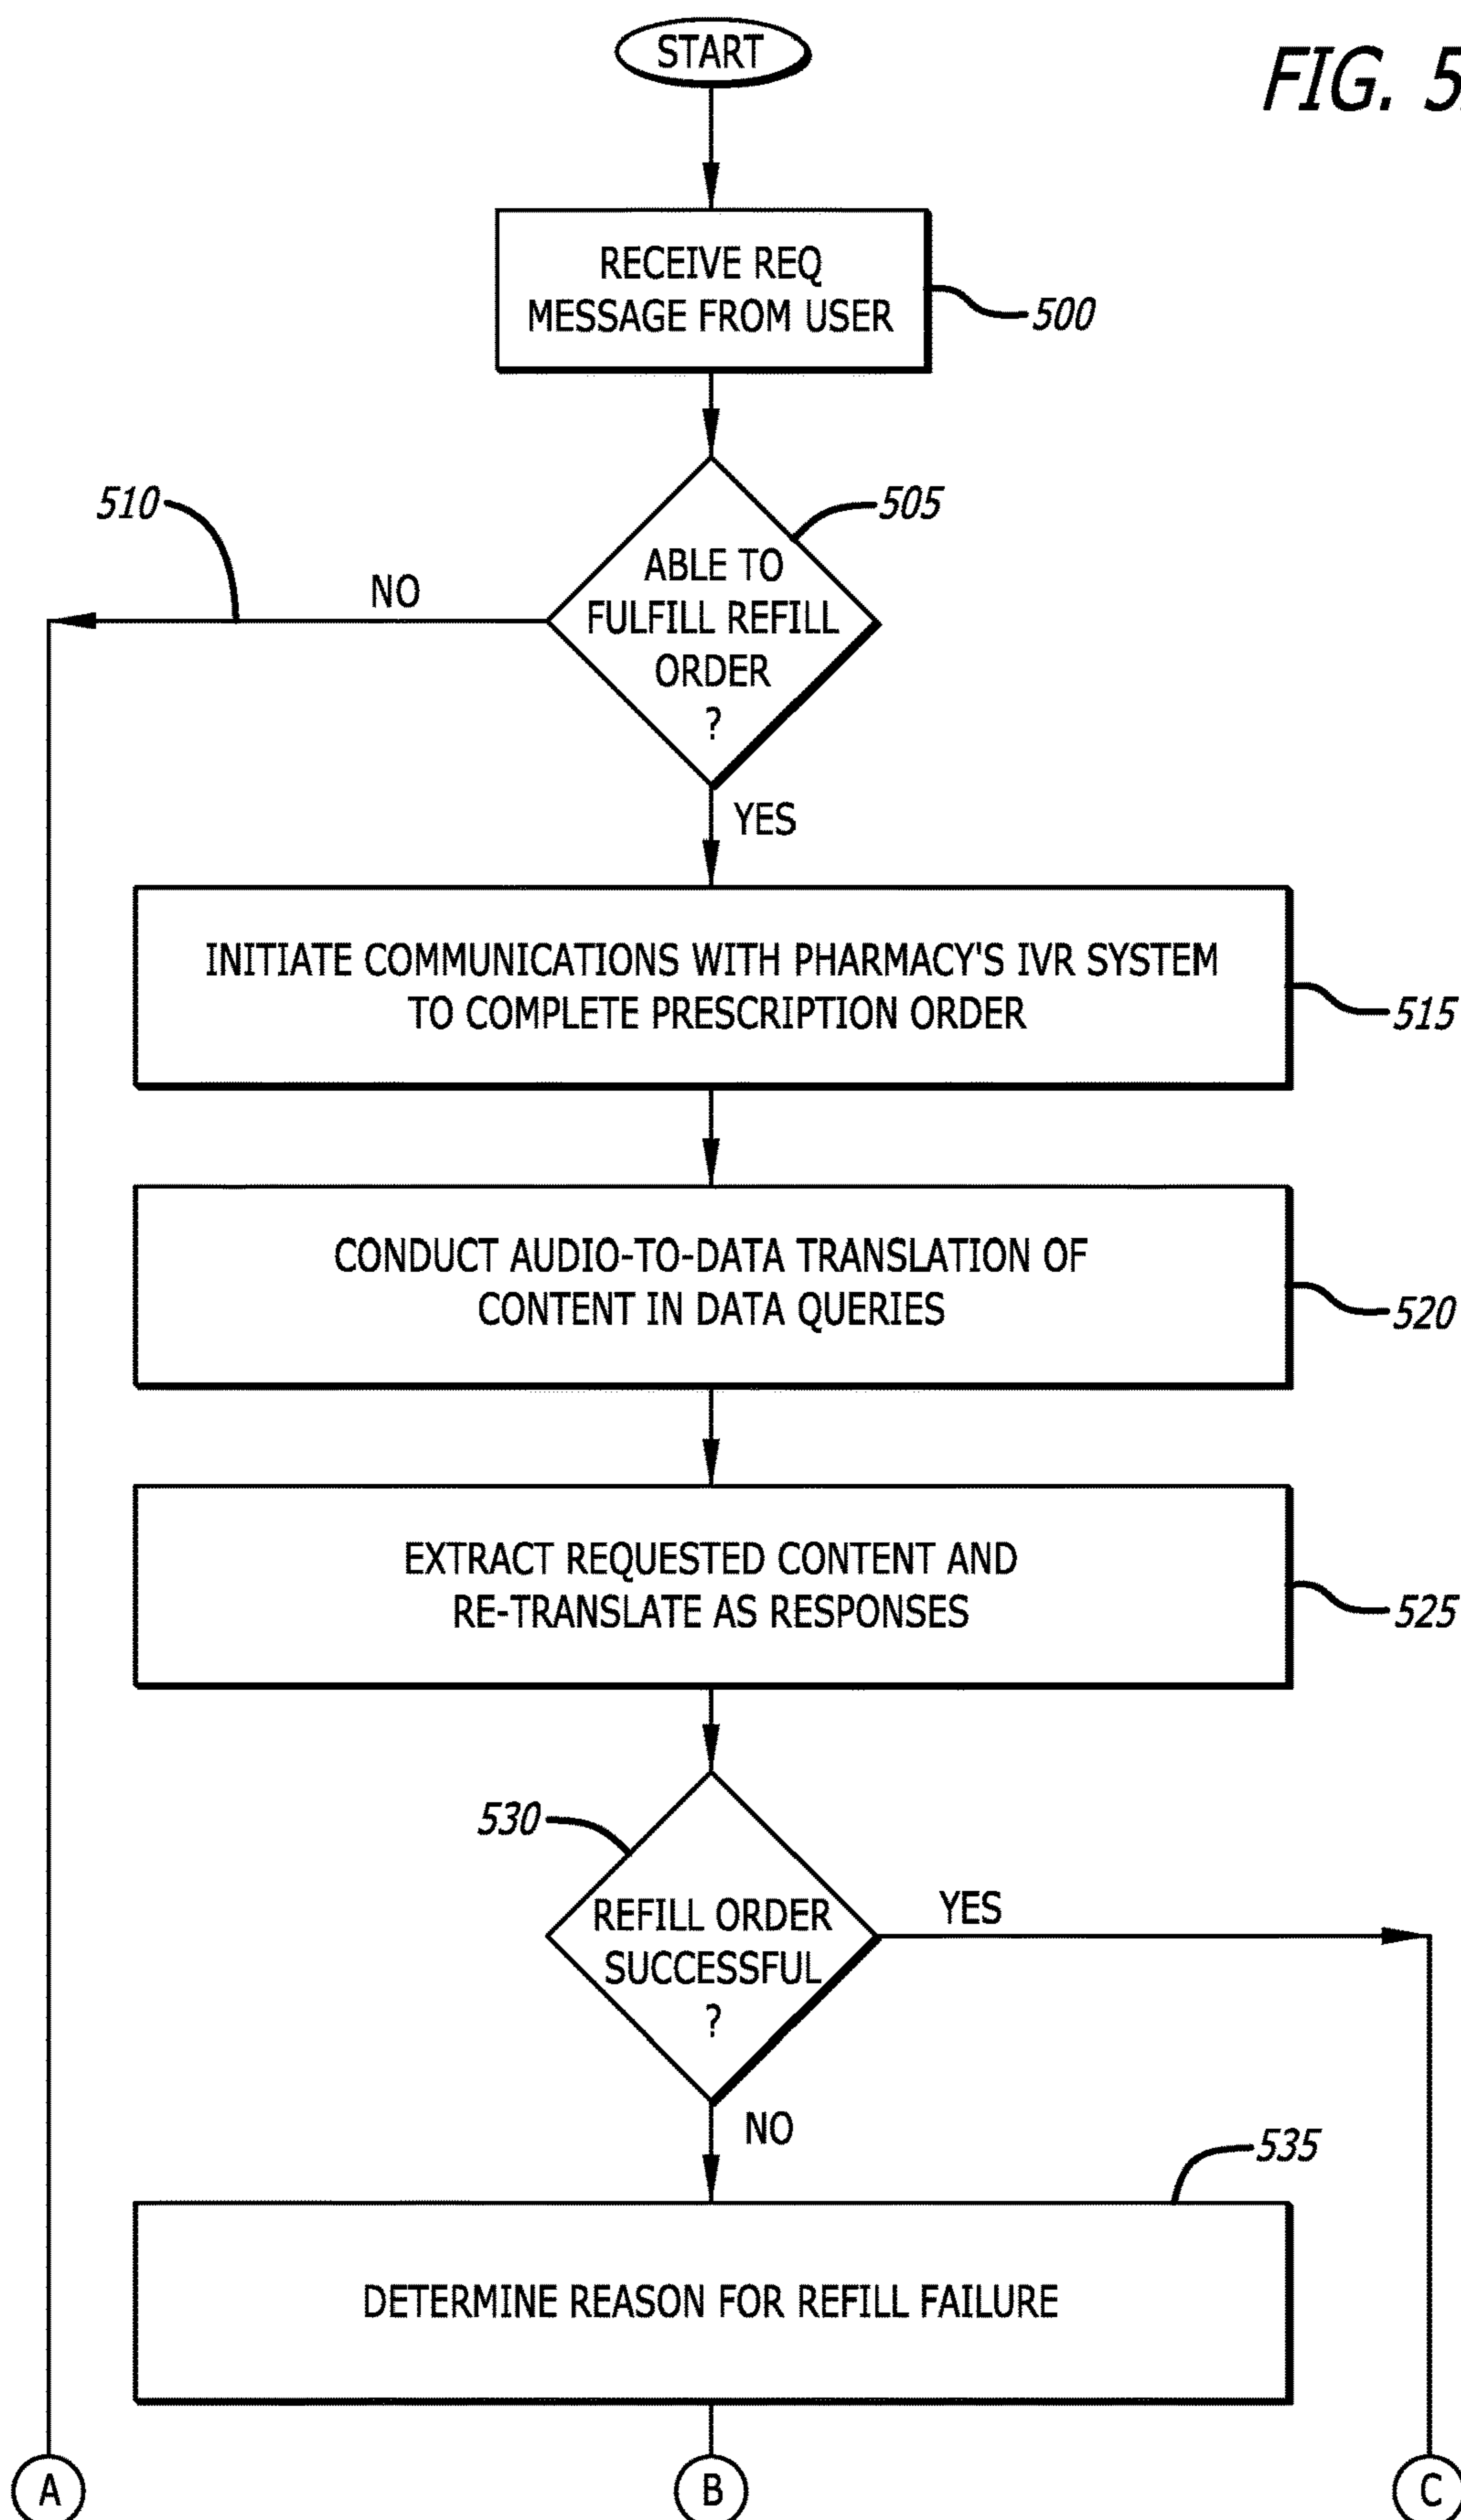 START
FIG. 5
RECEIVE REQ
MESSAGE FROM USER
500
510
505
NO
ABLE TO
FULFILL REFILL
ORDER
?
YES
INITIATE COMMUNICATIONS WITH PHARMACY'S IVR SYSTEM
TO COMPLETE PRESCRIPTION ORDER
515
CONDUCT AUDIO-TO-DATA TRANSLATION OF
CONTENT IN DATA QUERIES
520
EXTRACT REQUESTED CONTENT AND
RE-TRANSLATE AS RESPONSES
525
530
YES
REFILL ORDER
SUCCESSFUL
?
NO
535
DETERMINE REASON FOR REFILL FAILURE
A
B
C